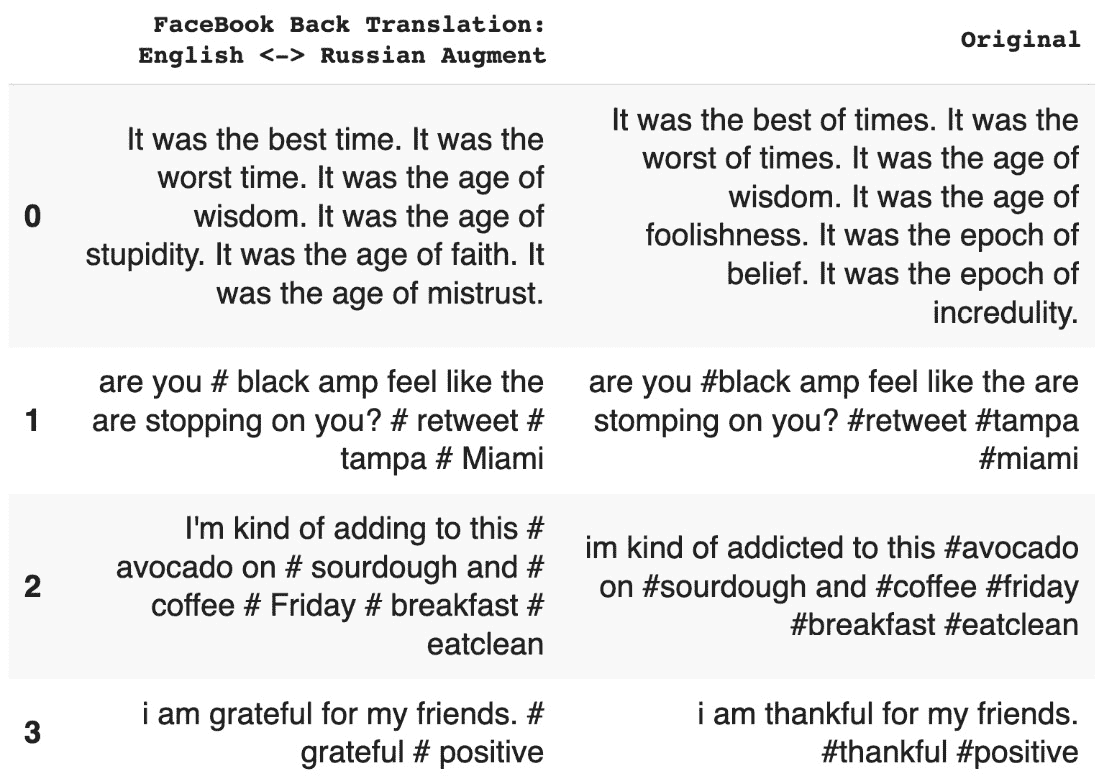 FaceBook Back Translation:
English <-> Russian Augment
Original
0
It was the best time. It was the
worst time. It was the age of
wisdom. It was the age of
stupidity. It was the age of faith. It
was the age of mistrust.
It was the best of times. It was the
worst of times. It was the age of
wisdom. It was the age of
foolishness. It was the epoch of
belief. It was the epoch of
incredulity.
1
are you # black amp feel like the
are stopping on you? # retweet #
tampa # Miami
are you #black amp feel like the are
stomping on you? #retweet #tampa
#miami
2
I'm kind of adding to this #
avocado on # sourdough and #
coffee # Friday # breakfast #
eatclean
im kind of addicted to this #avocado
on #sourdough and #coffee #friday
#breakfast #eatclean
3
i am grateful for my friends. #
grateful # positive
i am thankful for my friends.
#thankful #positive